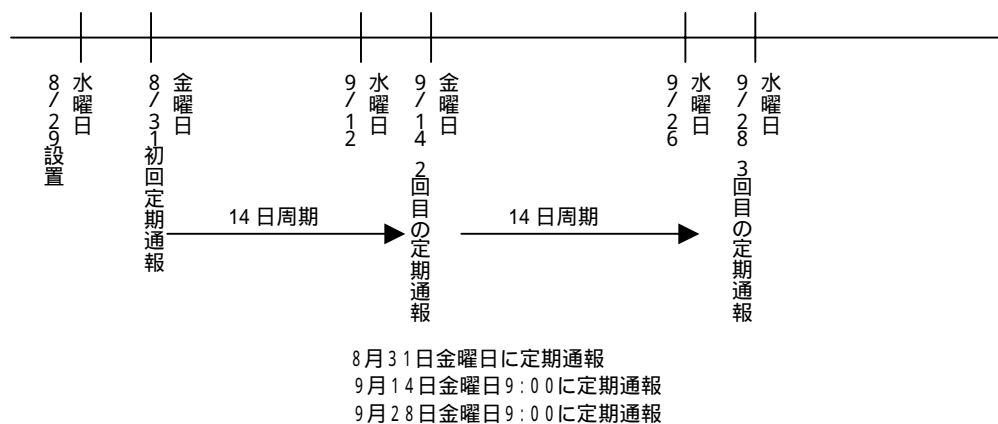 8/29設置
水曜日
8/31初回定期通報
金曜日
9/12
水曜日
9/14 2回目の定期通報
金曜日
9/26
水曜日
9/28 3回目の定期通報
水曜日
14日周期
14日周期
8月31日金曜日に定期通報
9月14日金曜日9:00に定期通報
9月28日金曜日9:00に定期通報